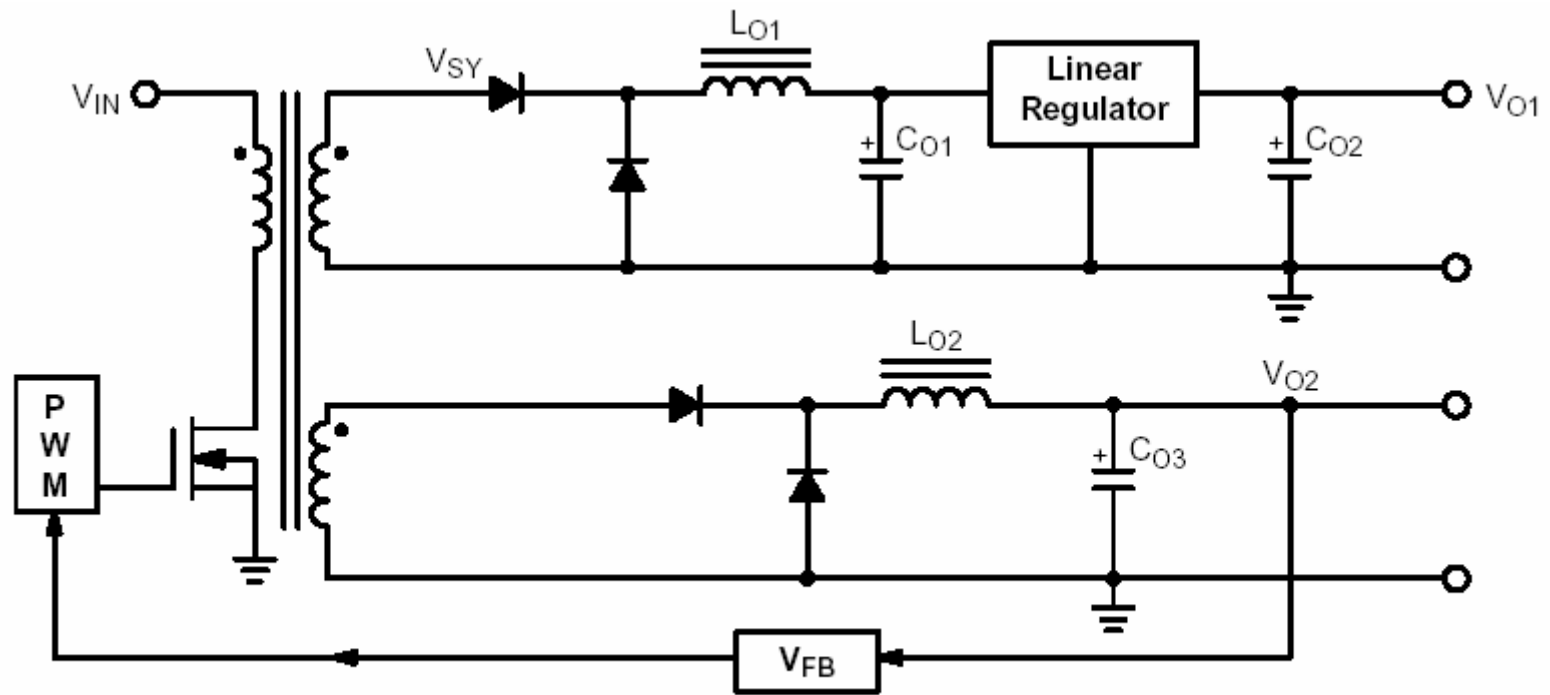 L_O1
V_SY
Linear
Regulator
V_IN
V_O1
+
C_O1
+
C_O2
L_O2
V_O2
P
W
M
+
C_O3
V_FB